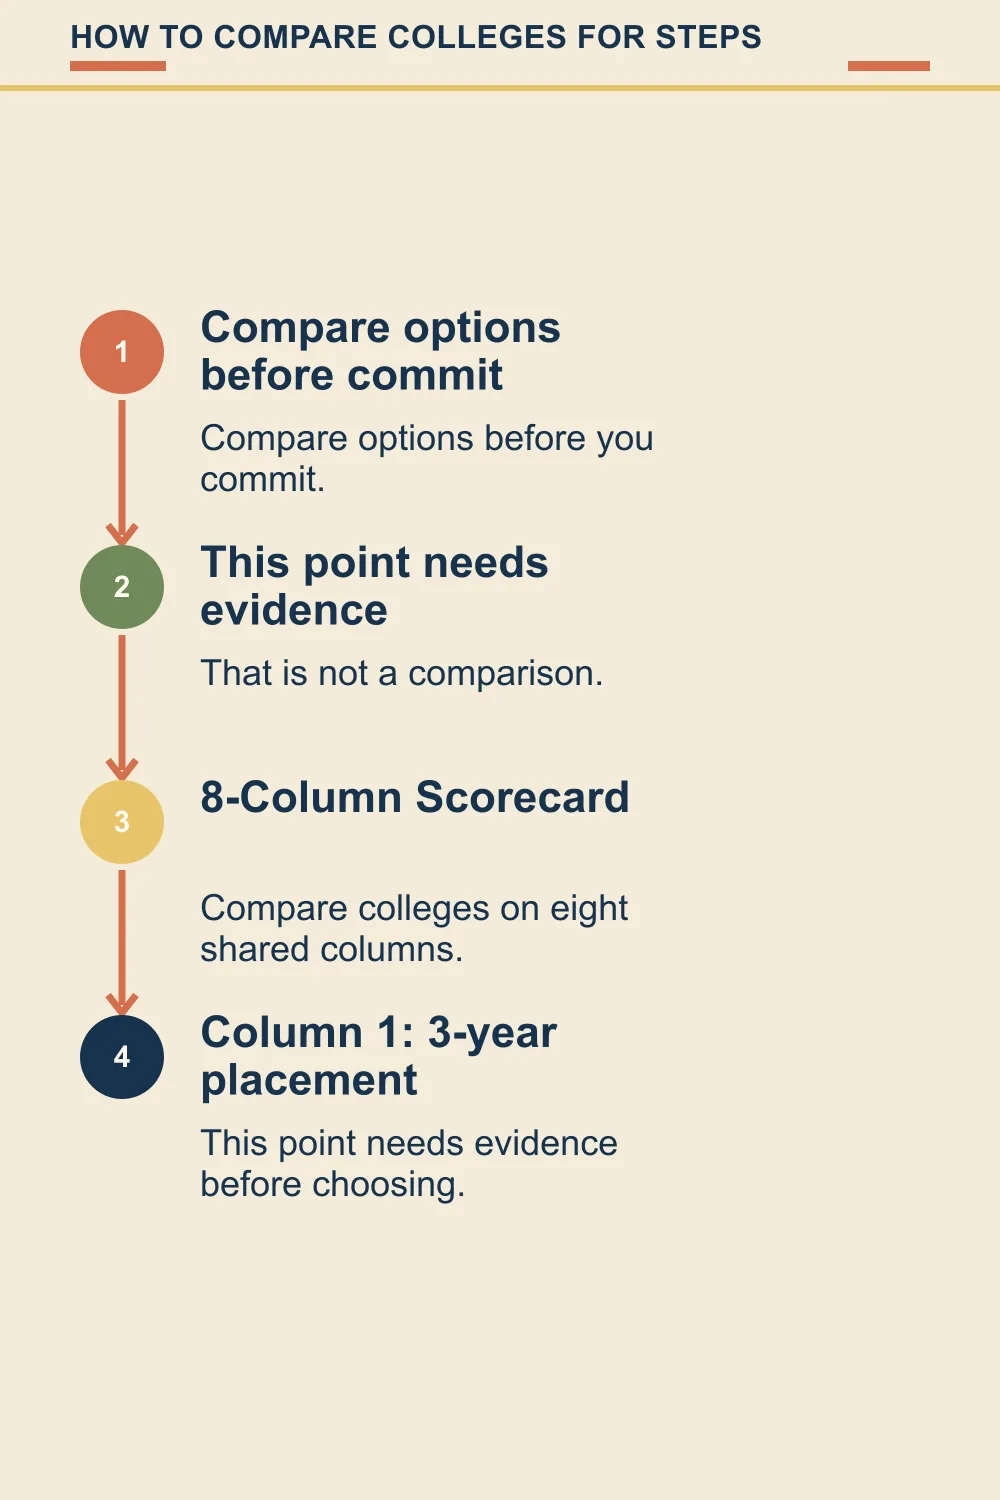 HOW TO COMPARE COLLEGES FOR STEPS
1
Compare options
before commit
Compare options before you
commit.
2
This point needs
evidence
That is not a comparison.
3
8-Column Scorecard
Compare colleges on eight
shared columns.
4
Column 1: 3-year
placement
This point needs evidence
before choosing.